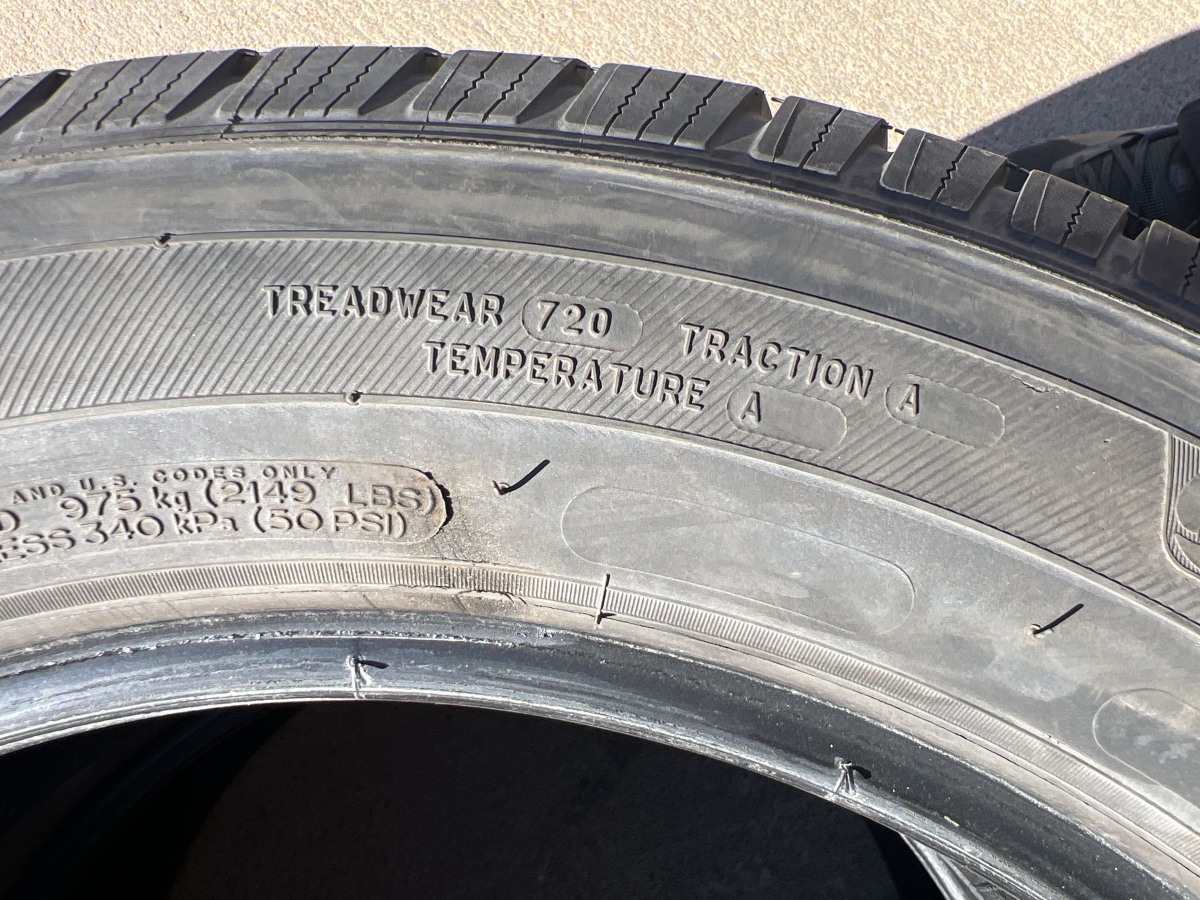 TREADWEAR 720 TRACTION A
TEMPERATURE A
AND U.S. CODES ONLY
975 kg (2149 LBS)
340 kPa (50 PSI)